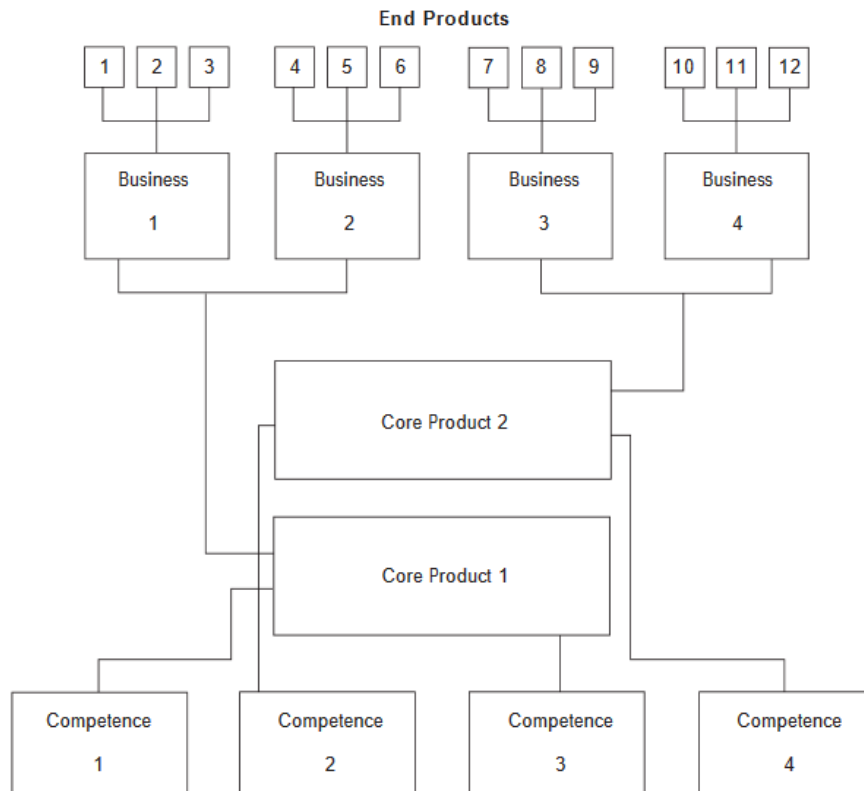 End Products
1 2 3 4 5 6 7 8 9 10 11 12
Business Business Business Business
1 2 3 4
Core Product 2
Core Product 1
Competence Competence Competence Competence
1 2 3 4